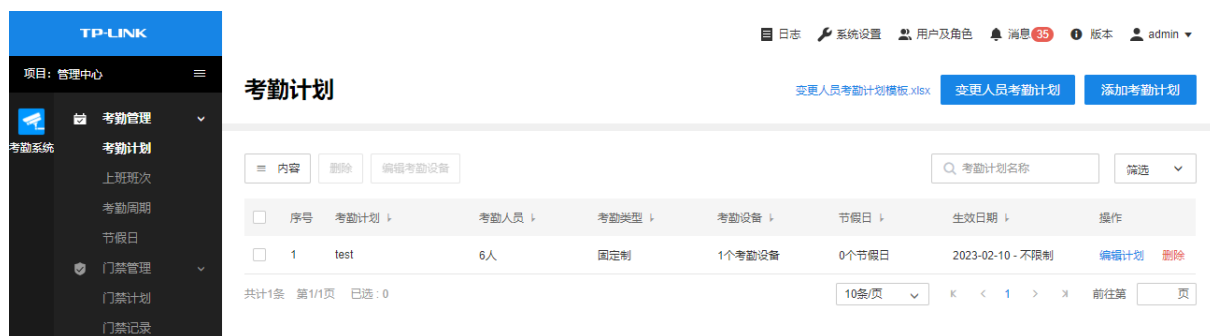 TP-LINK
日志 系统设置 用户及角色 消息 35 版本 admin
项目：管理中心
考勤计划
变更人员考勤计划模板.xlsx 变更人员考勤计划 添加考勤计划
考勤系统
考勤管理
考勤计划
上班班次
考勤周期
节假日
门禁管理
门禁计划
门禁记录
内容 删除 编辑考勤设备 考勤计划名称 筛选
序号 考勤计划 考勤人员 考勤类型 考勤设备 节假日 生效日期 操作
1 test 6人 固定制 1个考勤设备 0个节假日 2023-02-10 - 不限制 编辑计划 删除
共计1条 第1/1页 已选：0 10条/页 1 前往第 页